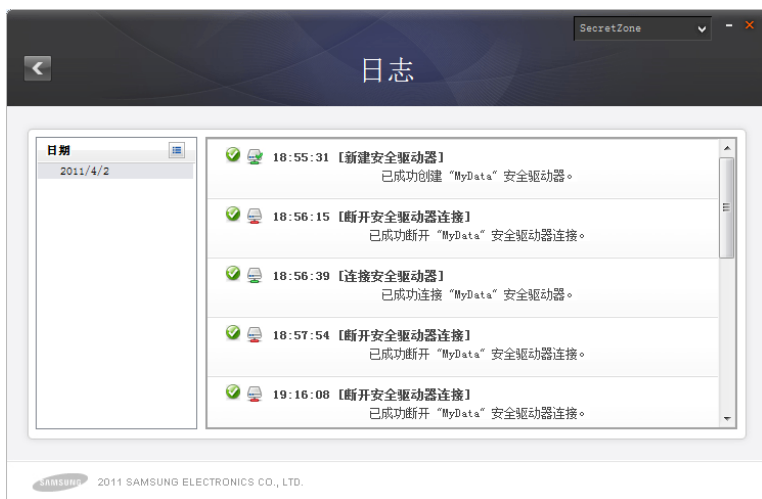 SecretZone
日志
日期
2011/4/2
18:55:31 [新建安全驱动器]
已成功创建 "MyData" 安全驱动器。
18:56:15 [断开安全驱动器连接]
已成功断开 "MyData" 安全驱动器连接。
18:56:39 [连接安全驱动器]
已成功连接 "MyData" 安全驱动器。
18:57:54 [断开安全驱动器连接]
已成功断开 "MyData" 安全驱动器连接。
19:16:08 [断开安全驱动器连接]
已成功断开 "MyData" 安全驱动器连接。
SAMSUNG 2011 SAMSUNG ELECTRONICS CO., LTD.